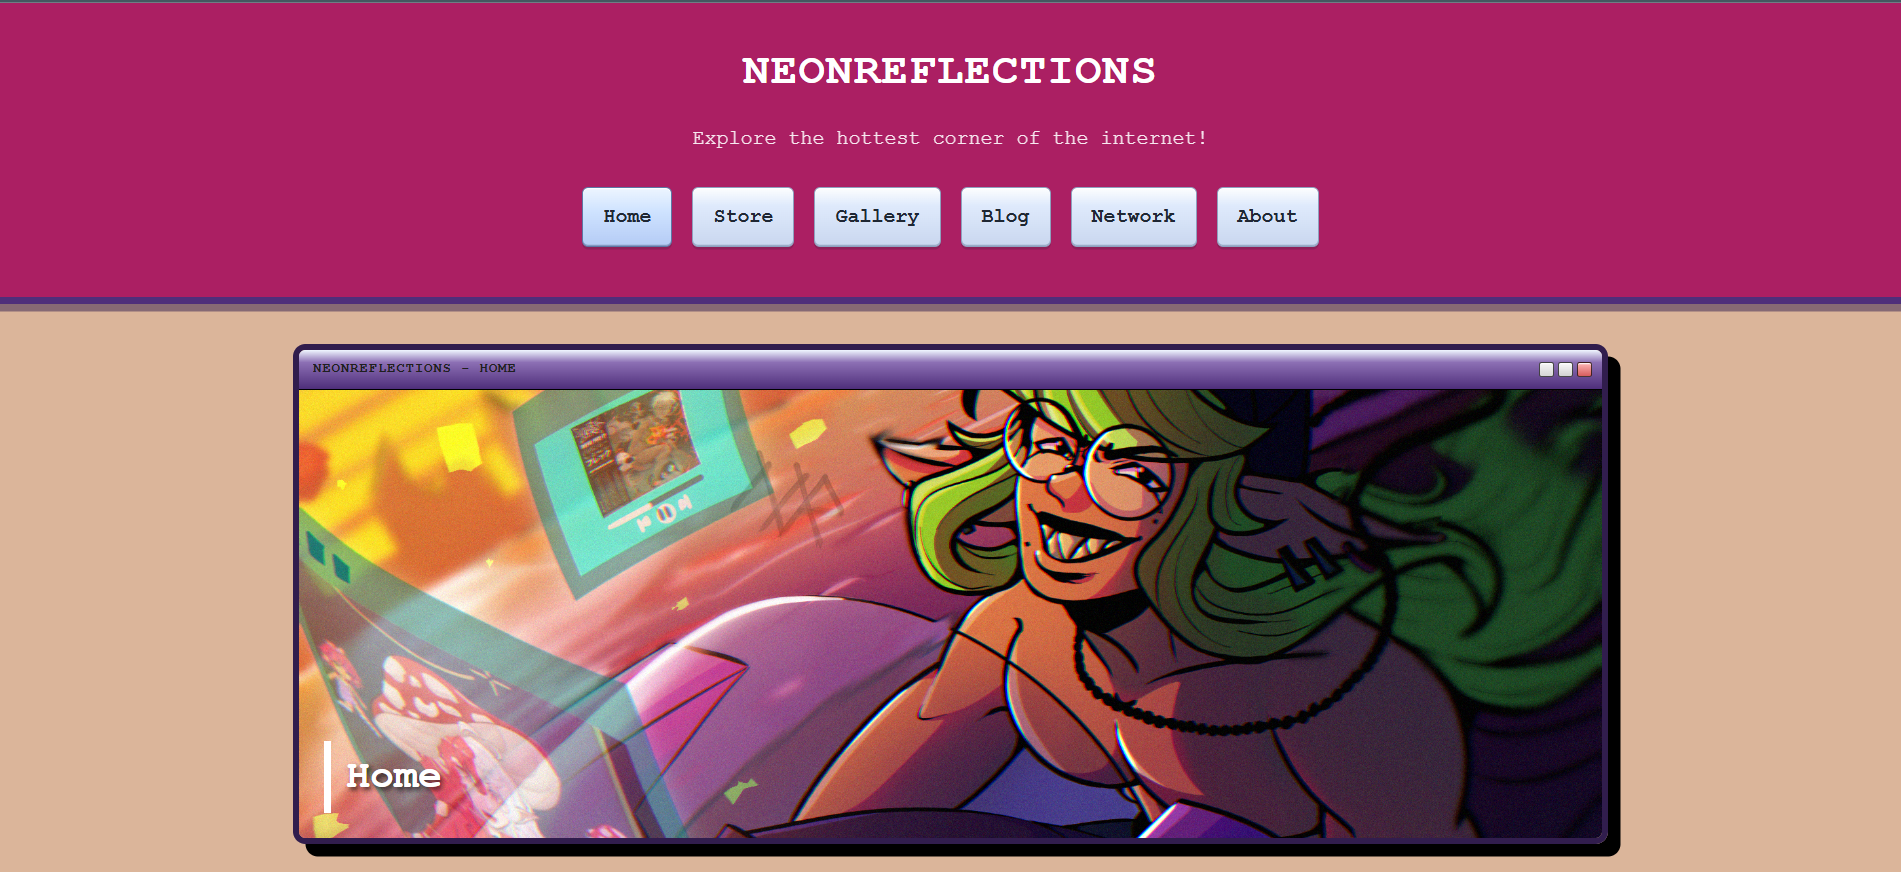 NEONREFLECTIONS
Explore the hottest corner of the internet!
Home Store Gallery Blog Network About
NEONREFLECTIONS - HOME
Home